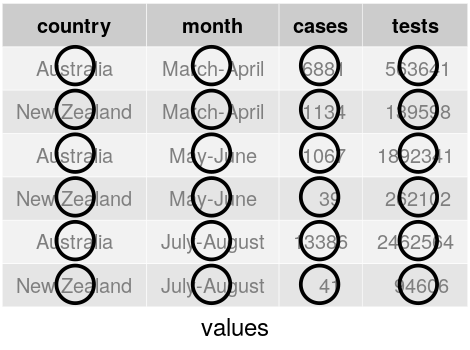 country month cases tests
Australia March-April 6881 563641
New Zealand March-April 1134 189598
Australia May-June 1067 1892341
New Zealand May-June 39 262102
Australia July-August 13386 2462564
New Zealand July-August 41 94606
values